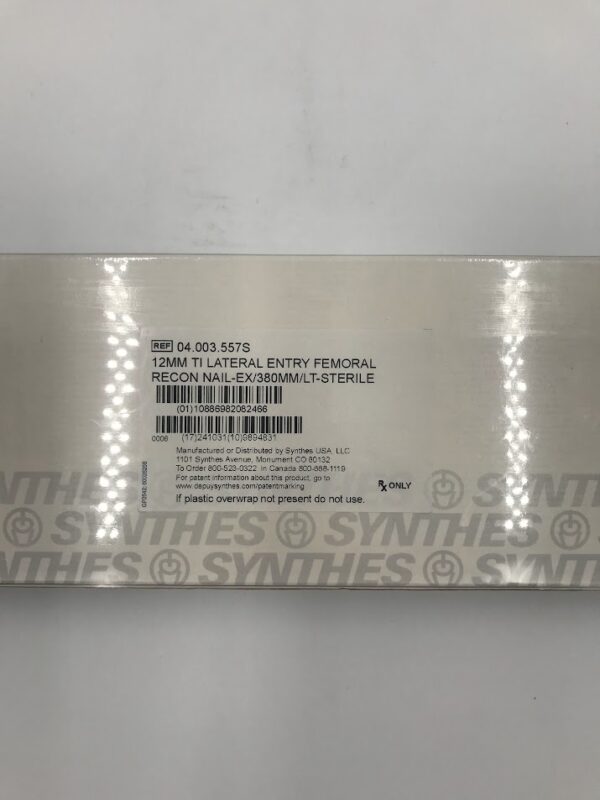 REF 04.003.557S
12MM TI LATERAL ENTRY FEMORAL
RECON NAIL-EX/380MM/LT-STERILE
(01)10886982082466
0006 (17)241031(10)9894831
Manufactured or Distributed by Synthes USA, LLC
1101 Synthes Avenue, Monument CO 80132
To Order 800-523-0322 In Canada 800-668-1119
For patent information about this product, go to
www.depuysynthes.com/patentmarking
Rx ONLY
If plastic overwrap not present do not use.
SYNTHES SYNTHES SYNTHES
SYNTHES SYNTHES SYNTHES